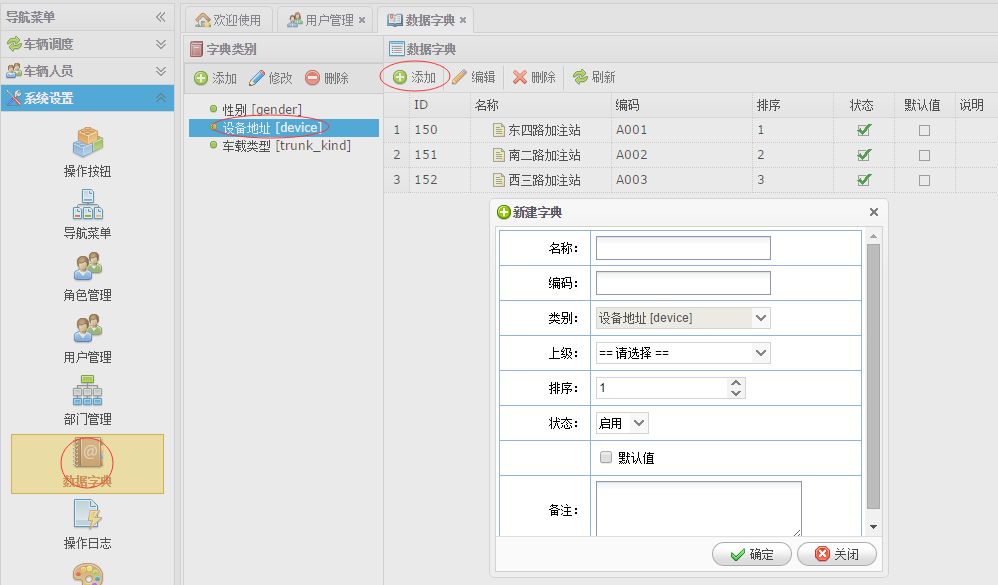 导航菜单
车辆调度
车辆人员
系统设置
操作按钮
导航菜单
角色管理
用户管理
部门管理
数据字典
操作日志
欢迎使用 用户管理 数据字典
字典类别
添加 修改 删除
性别 [gender]
设备地址 [device]
车载类型 [trunk_kind]
数据字典
添加 编辑 删除 刷新
ID 名称 编码 排序 状态 默认值 说明
1 150 东四路加注站 A001 1
2 151 南二路加注站 A002 2
3 152 西三路加注站 A003 3
新建字典
名称：
编码：
类别： 设备地址 [device]
上级： == 请选择 ==
排序： 1
状态： 启用
默认值
备注：
确定 关闭